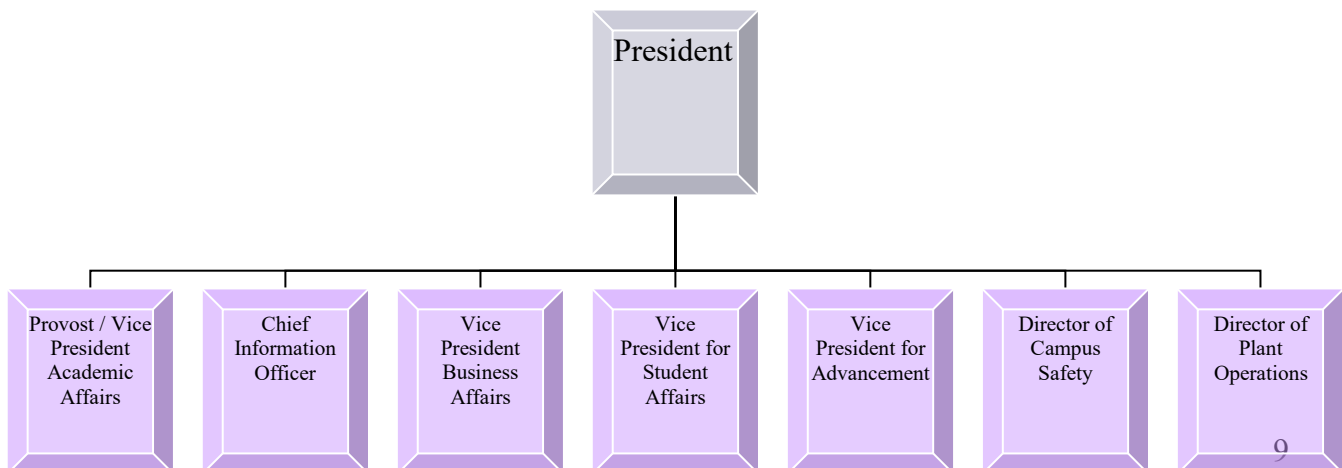 President
Provost / Vice
President
Academic
Affairs
Chief
Information
Officer
Vice
President
Business
Affairs
Vice
President for
Student
Affairs
Vice
President for
Advancement
Director of
Campus
Safety
Director of
Plant
Operations
9